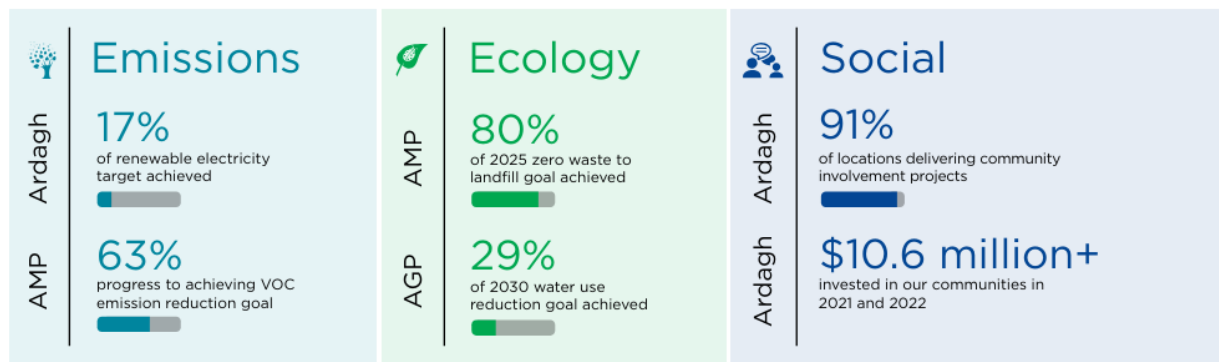 Emissions
Ardagh
17%
of renewable electricity
target achieved
AMP
63%
progress to achieving VOC
emission reduction goal
Ecology
AMP
80%
of 2025 zero waste to
landfill goal achieved
AGP
29%
of 2030 water use
reduction goal achieved
Social
Ardagh
91%
of locations delivering community
involvement projects
Ardagh
$10.6 million+
invested in our communities in
2021 and 2022